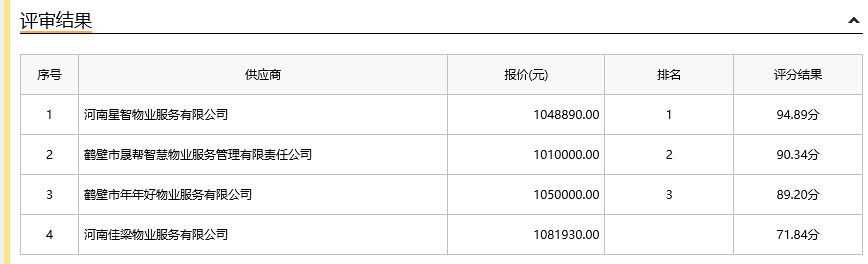 评审结果
序号 供应商 报价(元) 排名 评分结果
1 河南星智物业服务有限公司 1048890.00 1 94.89分
2 鹤壁市晟帮智慧物业服务管理有限责任公司 1010000.00 2 90.34分
3 鹤壁市年年好物业服务有限公司 1050000.00 3 89.20分
4 河南佳梁物业服务有限公司 1081930.00 71.84分